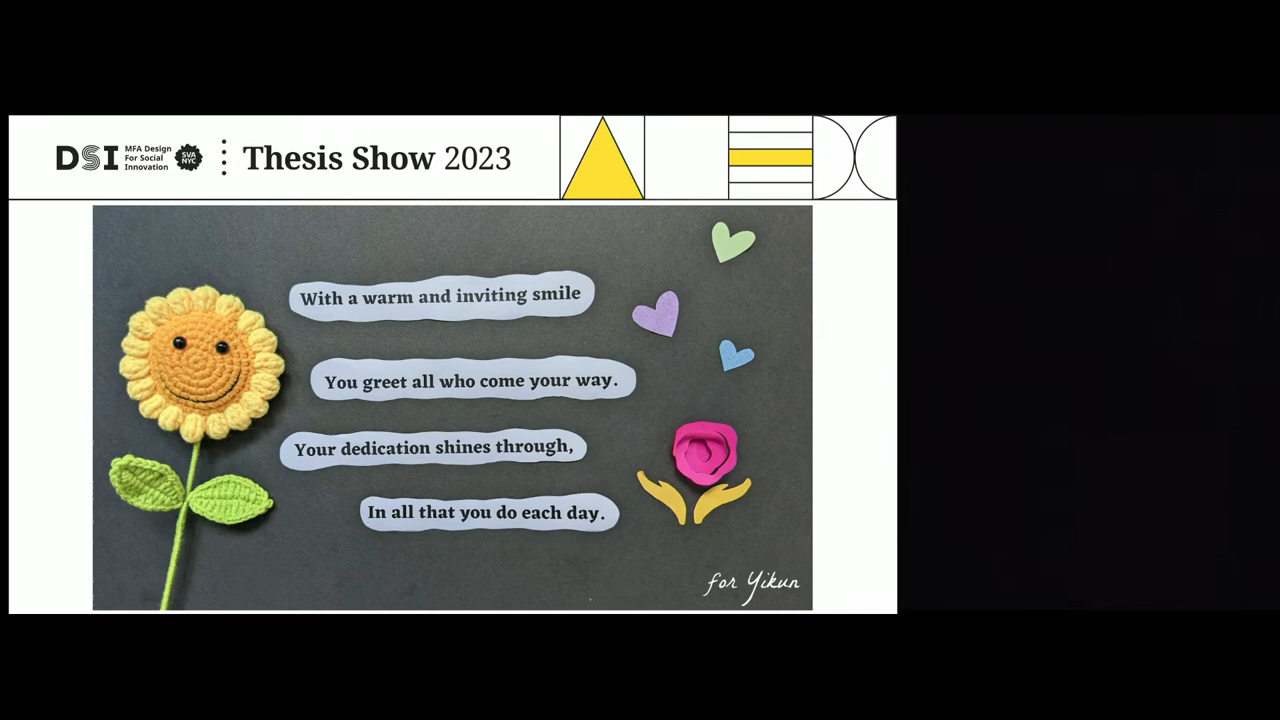 DSI MFA Design
For Social
Innovation
SVA
NYC
Thesis Show 2023
With a warm and inviting smile
You greet all who come your way.
Your dedication shines through,
In all that you do each day.
for Yikun